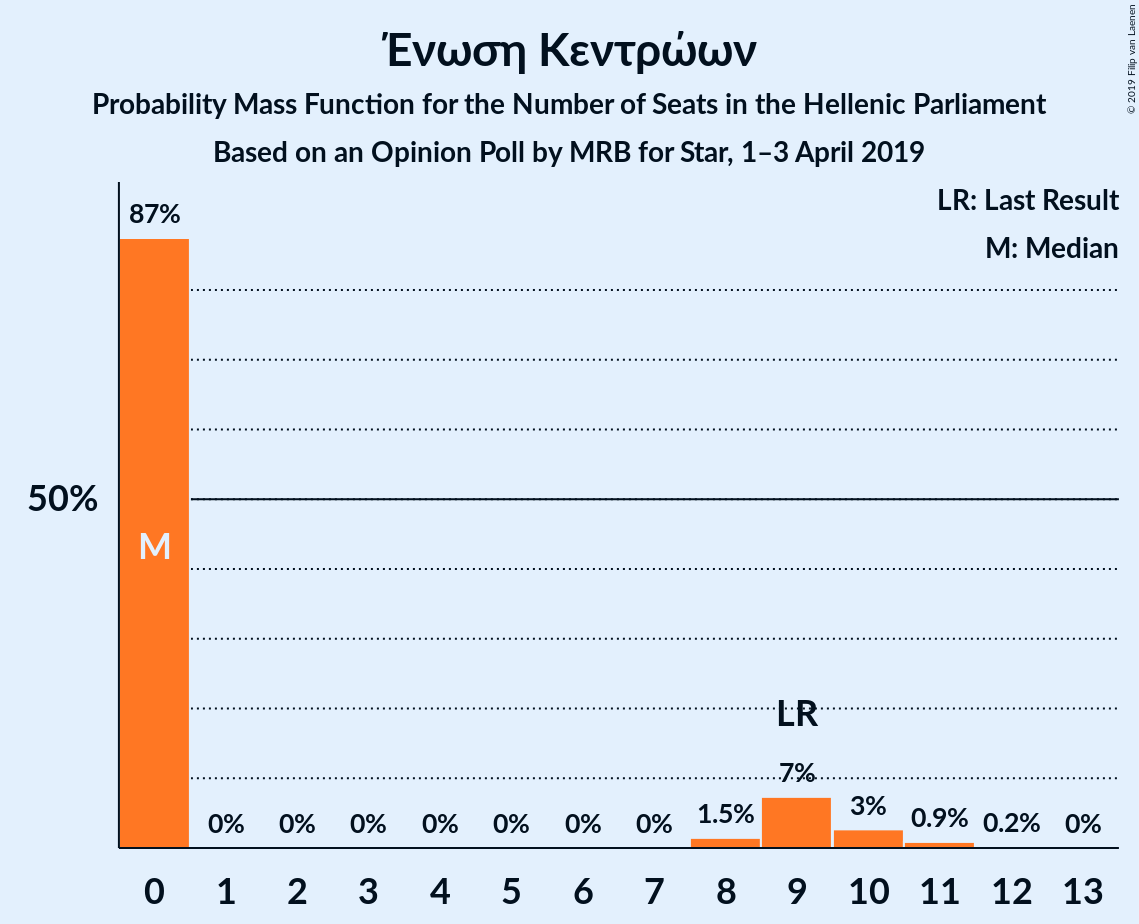 Ένωση Κεντρώων
Probability Mass Function for the Number of Seats in the Hellenic Parliament
Based on an Opinion Poll by MRB for Star, 1–3 April 2019
© 2019 Filip van Laenen
LR: Last Result
M: Median
87%
50%
M
LR
7%
1.5%
3%
0.9%
0.2%
0%
0% 0% 0% 0% 0% 0% 0%
0 1 2 3 4 5 6 7 8 9 10 11 12 13